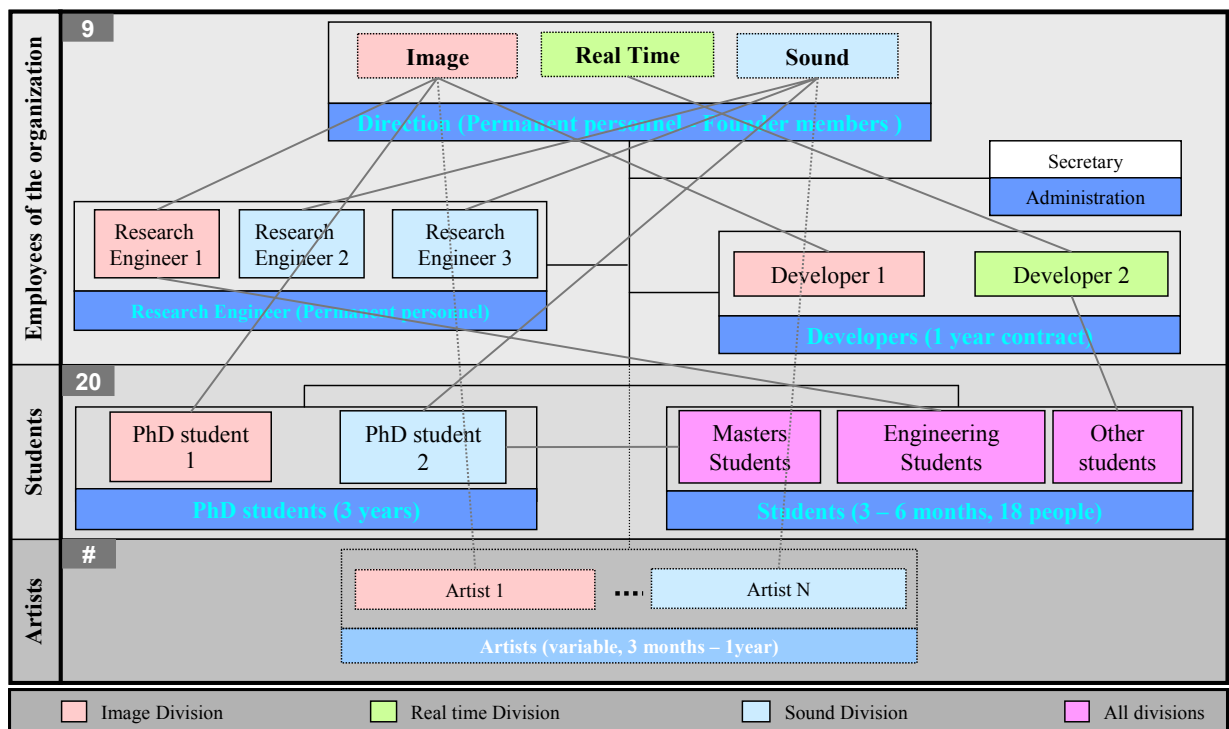 Employees of the organization
9
Image
Real Time
Sound
Direction (Permanent personnel - Founder members )
Secretary
Administration
Research
Engineer 1
Research
Engineer 2
Research
Engineer 3
Research Engineer (Permanent personnel)
Developer 1
Developer 2
Developers (1 year contract)
Students
20
PhD student
1
PhD student
2
PhD students (3 years)
Masters
Students
Engineering
Students
Other
students
Students (3 – 6 months, 18 people)
Artists
#
Artist 1
....
Artist N
Artists (variable, 3 months – 1year)
Image Division
Real time Division
Sound Division
All divisions